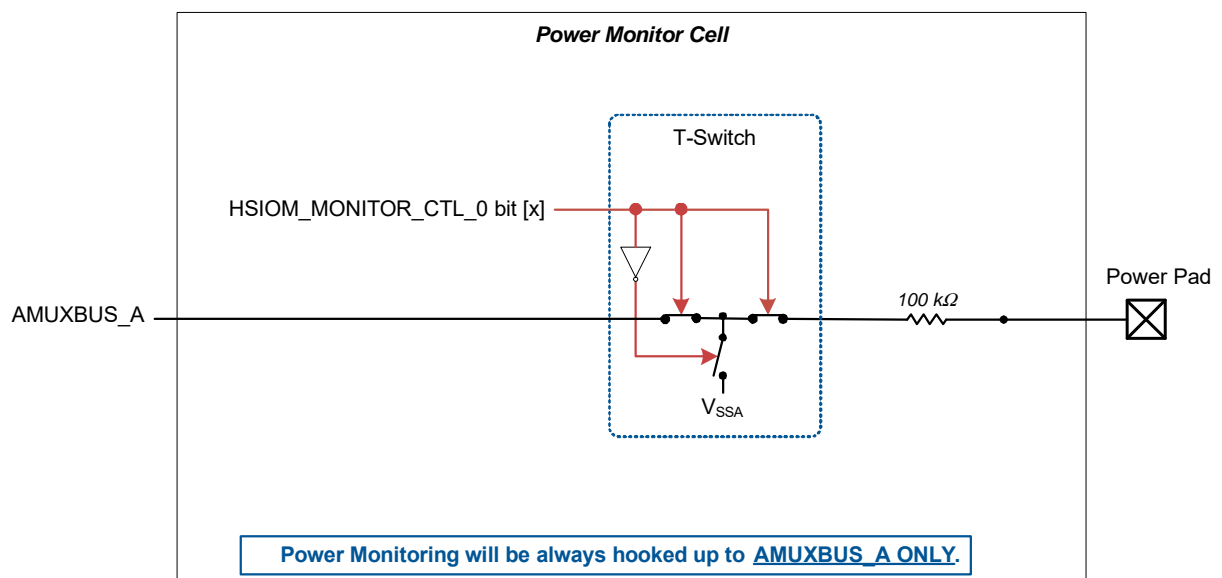 Power Monitor Cell
T-Switch
HSIOM_MONITOR_CTL_0 bit [x]
Power Pad
100 kΩ
AMUXBUS_A
VSSA
Power Monitoring will be always hooked up to AMUXBUS_A ONLY.